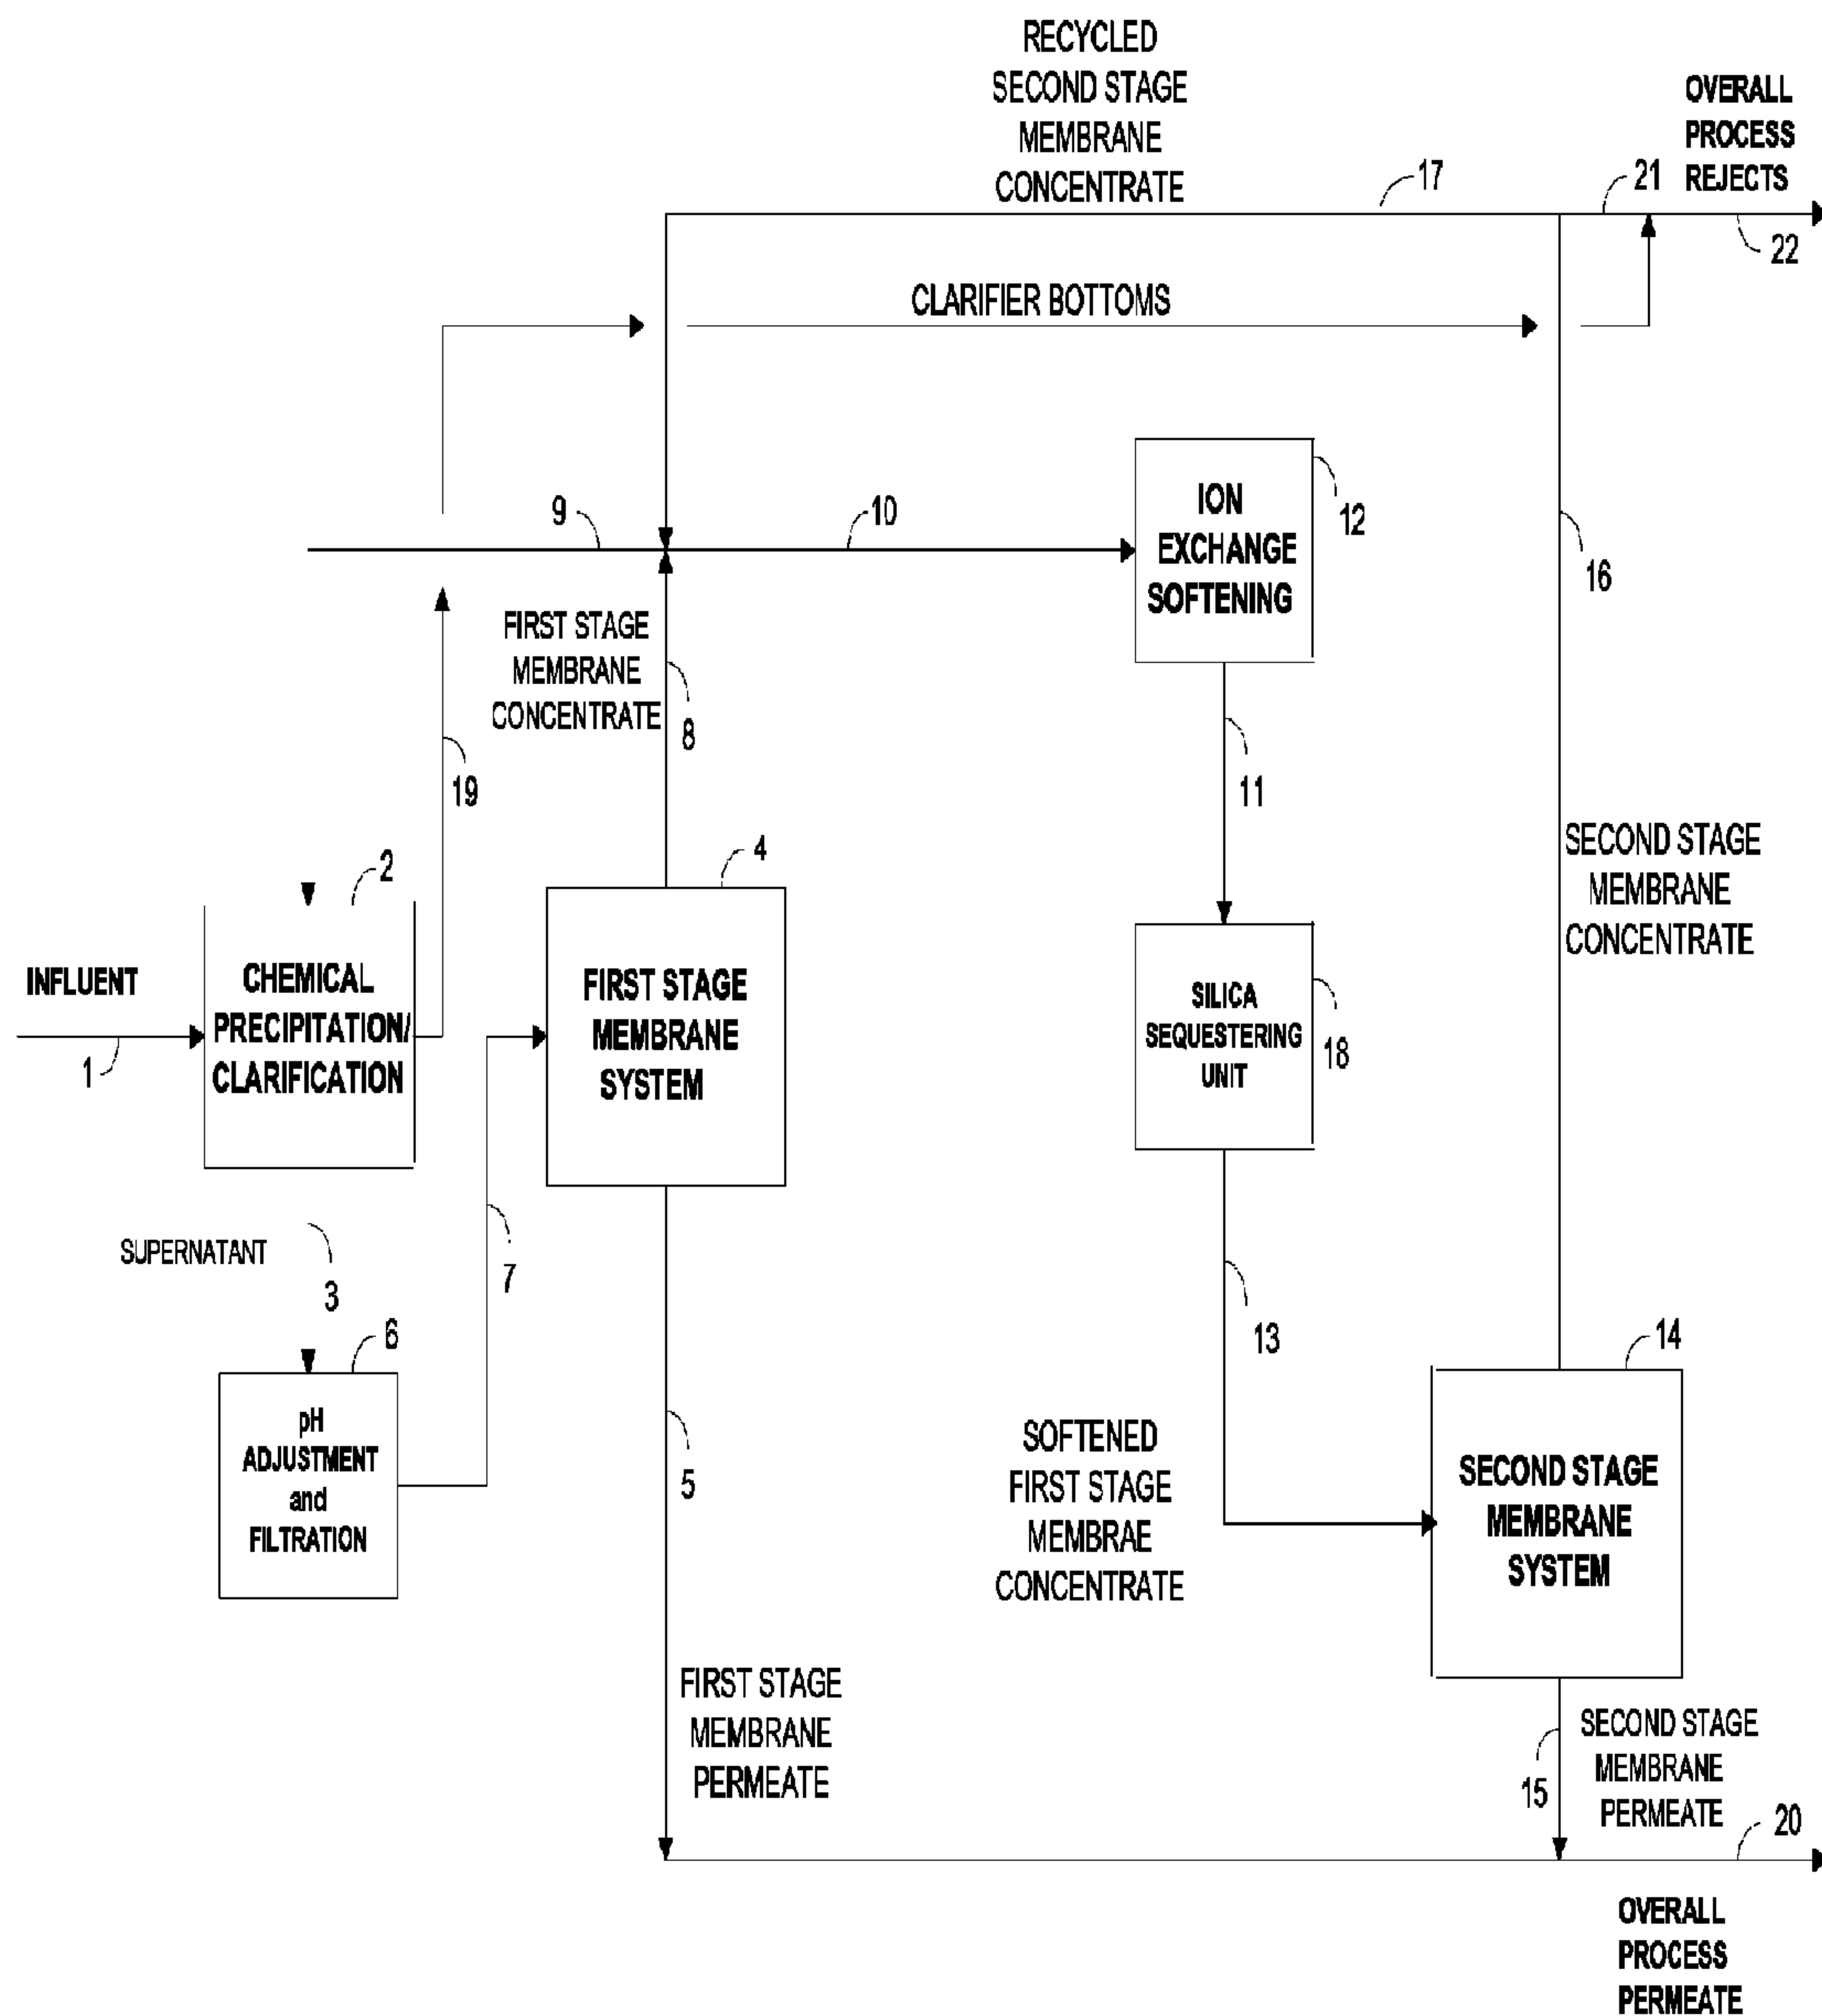 RECYCLED
SECOND STAGE
MEMBRANE
CONCENTRATE
OVERALL
PROCESS
REJECTS
17
21
22
CLARIFIER BOTTOMS
9
10
ION
EXCHANGE
SOFTENING
12
16
FIRST STAGE
MEMBRANE
CONCENTRATE
8
19
11
SECOND STAGE
MEMBRANE
CONCENTRATE
2
4
INFLUENT
1
CHEMICAL
PRECIPITATION/
CLARIFICATION
FIRST STAGE
MEMBRANE
SYSTEM
SILICA
SEQUESTERING
UNIT
18
SUPERNATANT
3
7
13
6
14
pH
ADJUSTMENT
and
FILTRATION
5
SOFTENED
FIRST STAGE
MEMBRAE
CONCENTRATE
SECOND STAGE
MEMBRANE
SYSTEM
FIRST STAGE
MEMBRANE
PERMEATE
15
SECOND STAGE
MEMBRANE
PERMEATE
20
OVERALL
PROCESS
PERMEATE